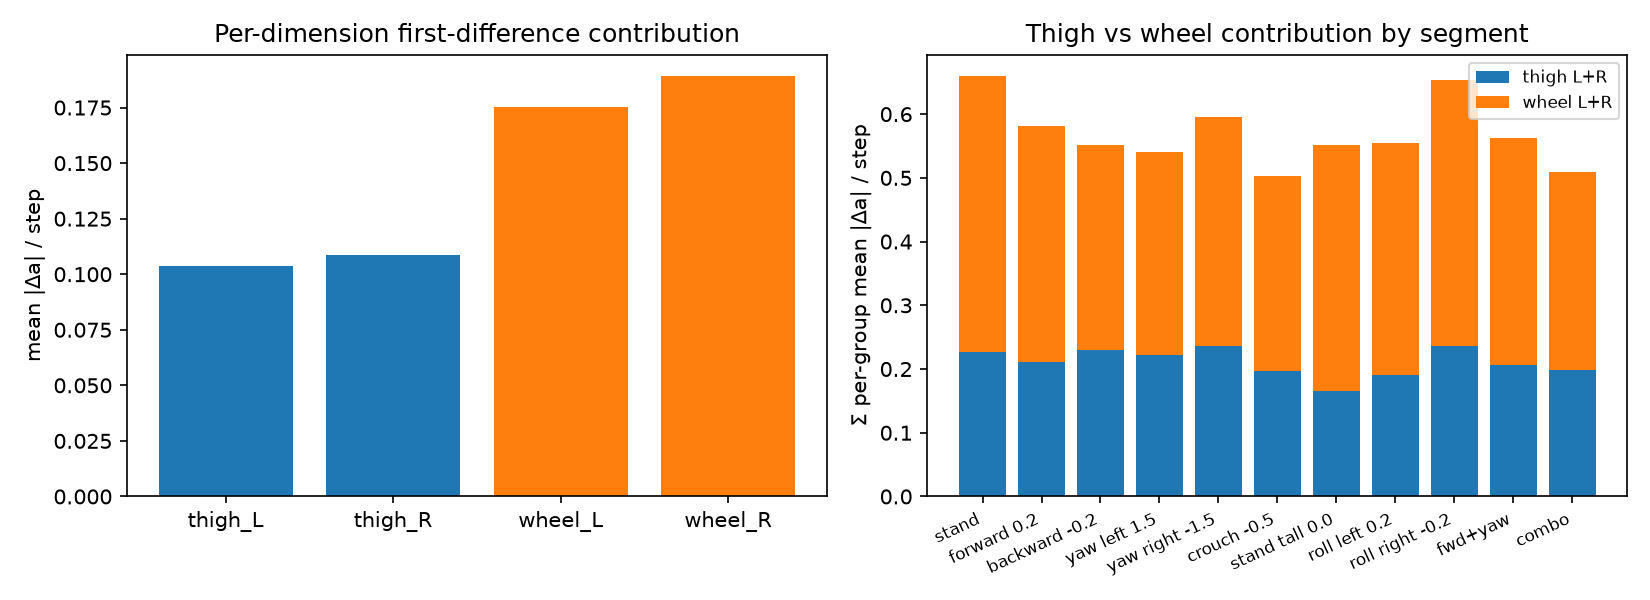 Per-dimension first-difference contribution
mean |Δa| / step
0.175
0.150
0.125
0.100
0.075
0.050
0.025
0.000
thigh_L
thigh_R
wheel_L
wheel_R
Thigh vs wheel contribution by segment
Σ per-group mean |Δa| / step
0.6
0.5
0.4
0.3
0.2
0.1
0.0
thigh L+R
wheel L+R
stand
forward 0.2
backward -0.2
yaw left 1.5
yaw right -1.5
crouch -0.5
stand tall 0.0
roll left 0.2
roll right -0.2
fwd+yaw
combo